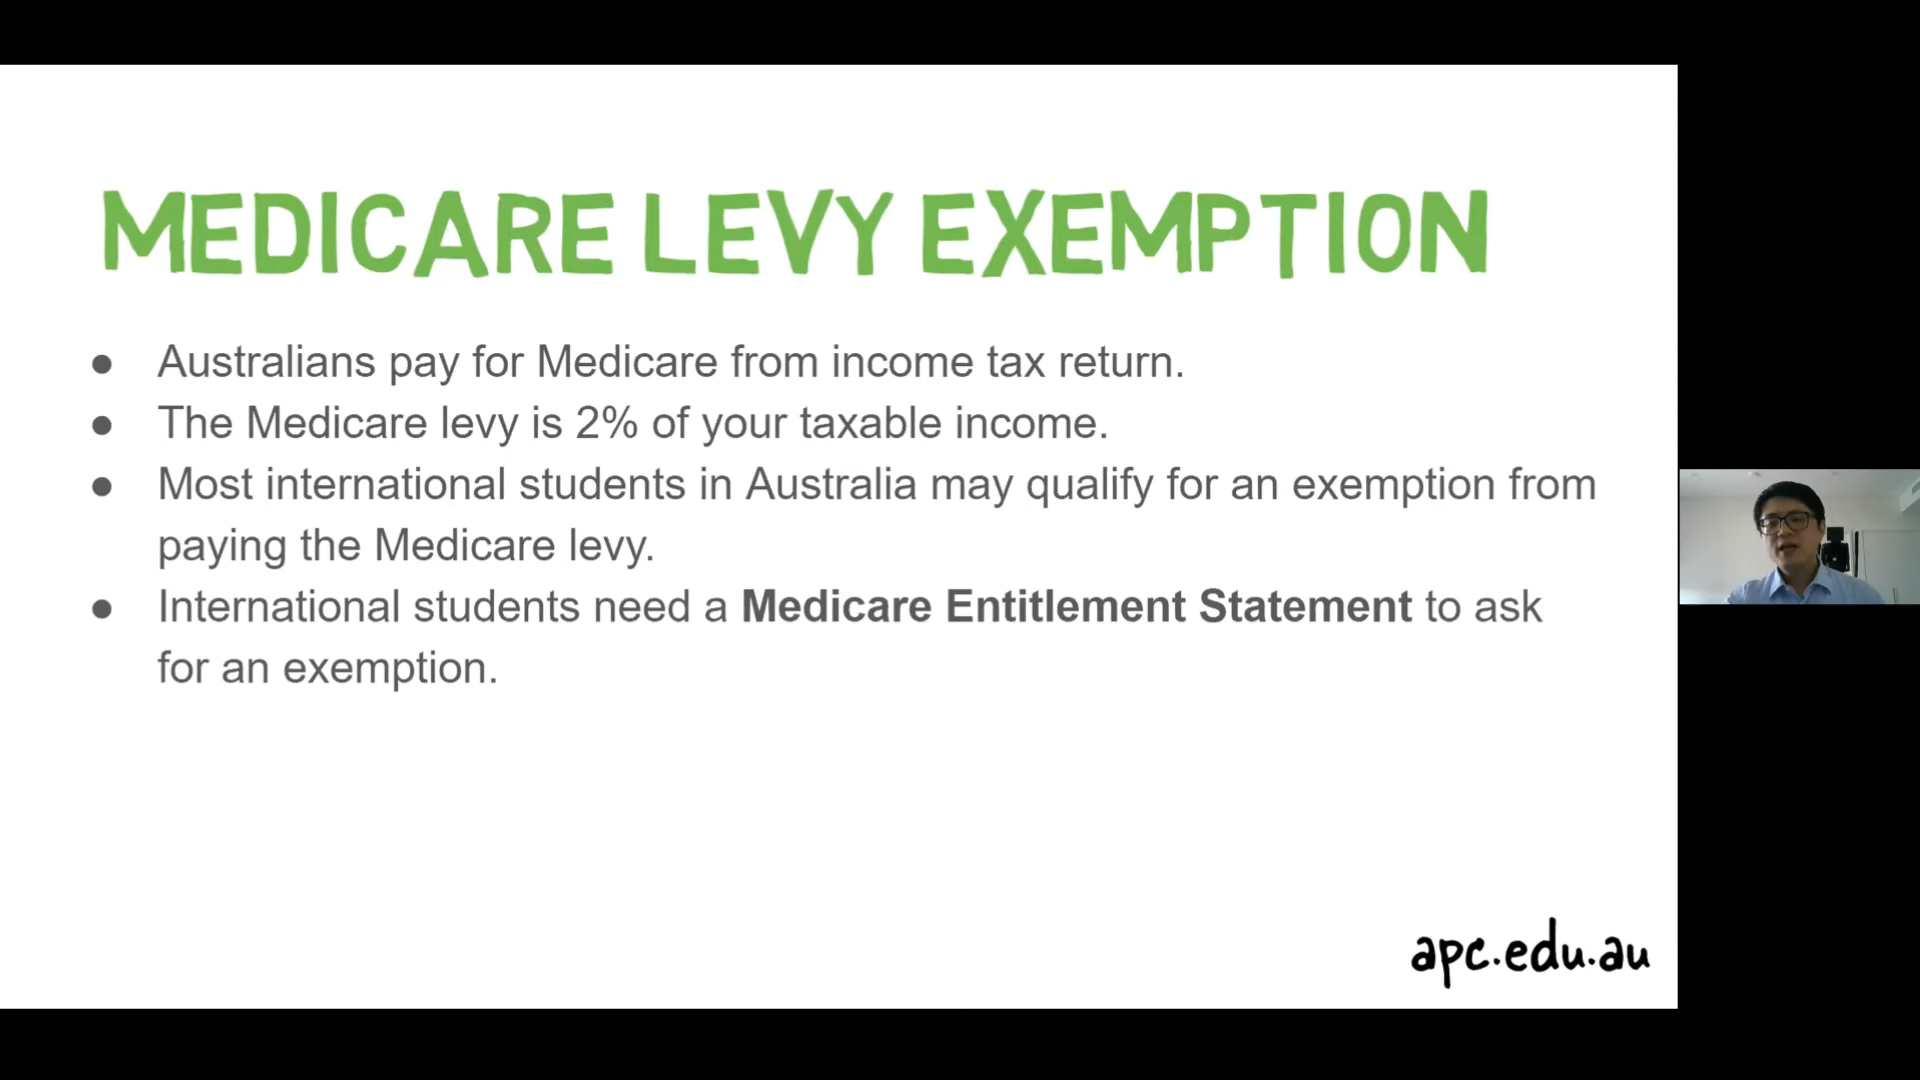 MEDICARE LEVY EXEMPTION
● Australians pay for Medicare from income tax return.
● The Medicare levy is 2% of your taxable income.
● Most international students in Australia may qualify for an exemption from
paying the Medicare levy.
● International students need a Medicare Entitlement Statement to ask
for an exemption.
apc.edu.au